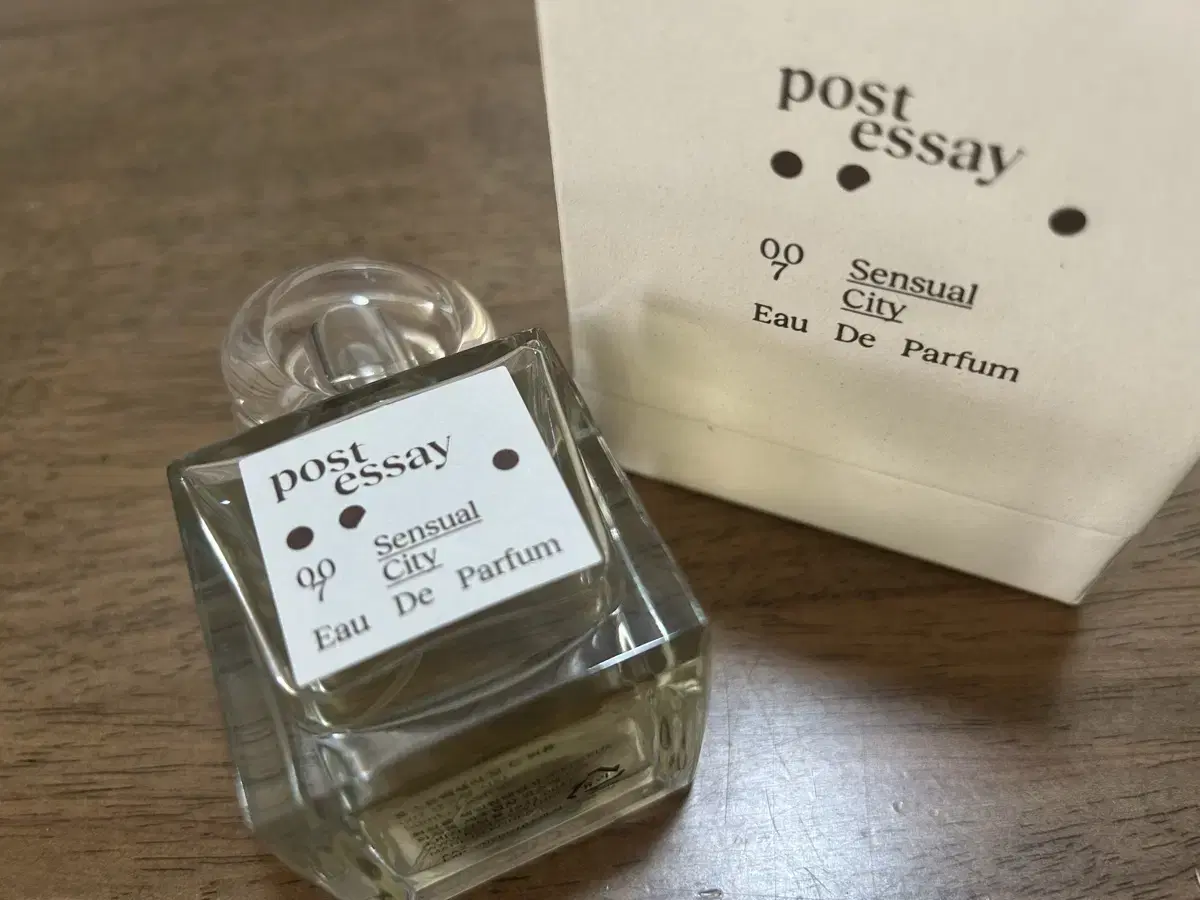 post
essay
00
7
Sensual
City
Eau De Parfum
post
essay
00
7
Sensual
City
Eau De Parfum